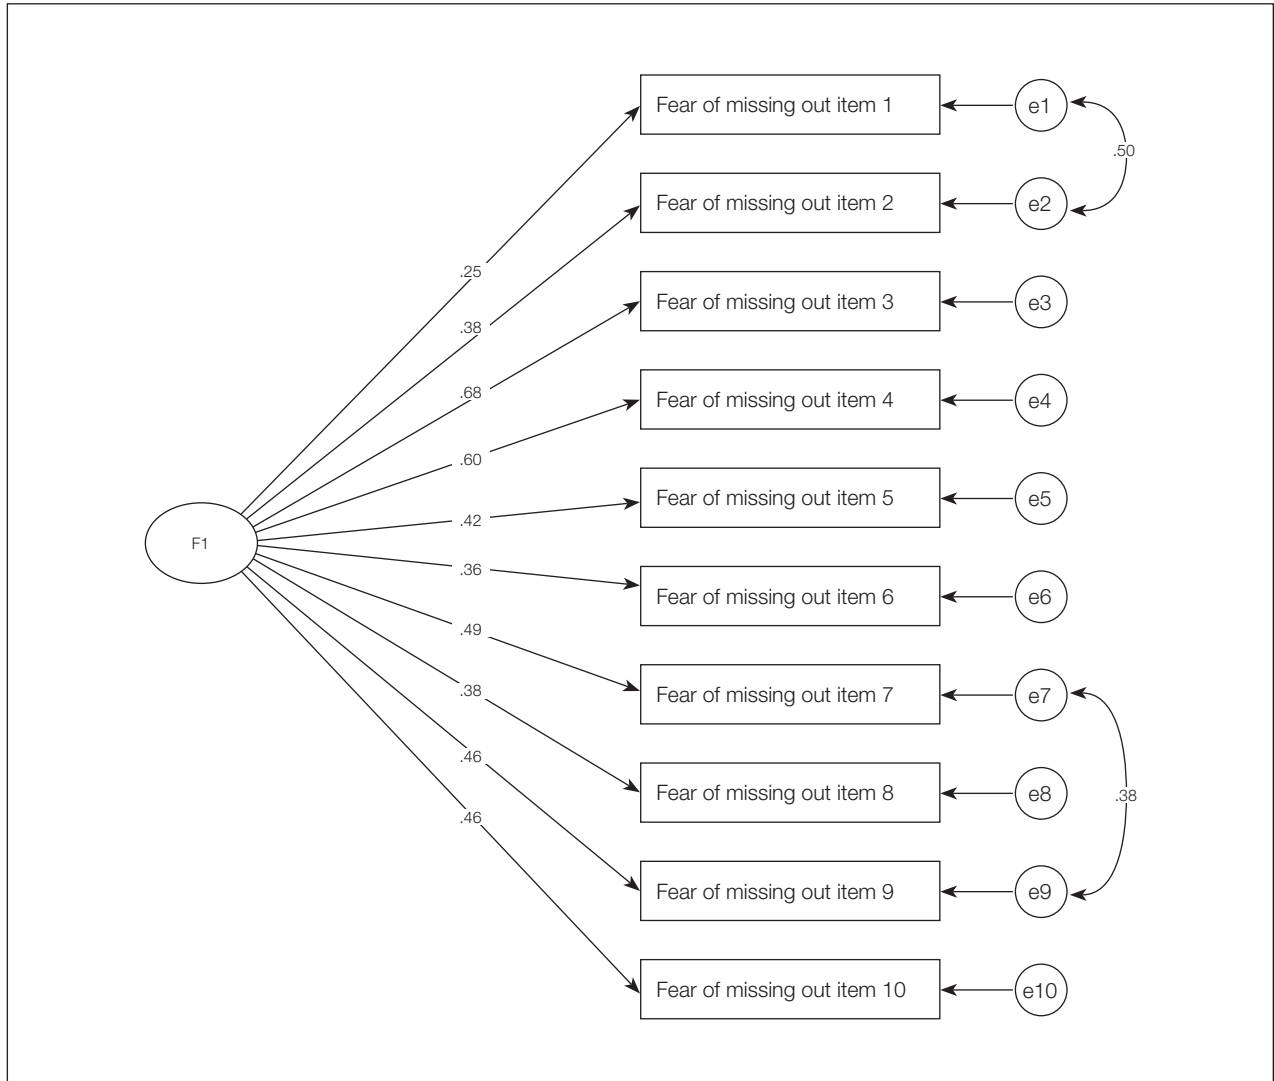 Fear of missing out item 1
e1
.50
Fear of missing out item 2
e2
.25
Fear of missing out item 3
e3
.38
.68
Fear of missing out item 4
e4
.60
Fear of missing out item 5
e5
.42
F1
.36
Fear of missing out item 6
e6
.49
Fear of missing out item 7
e7
.38
.46
Fear of missing out item 8
e8
.38
.46
Fear of missing out item 9
e9
Fear of missing out item 10
e10